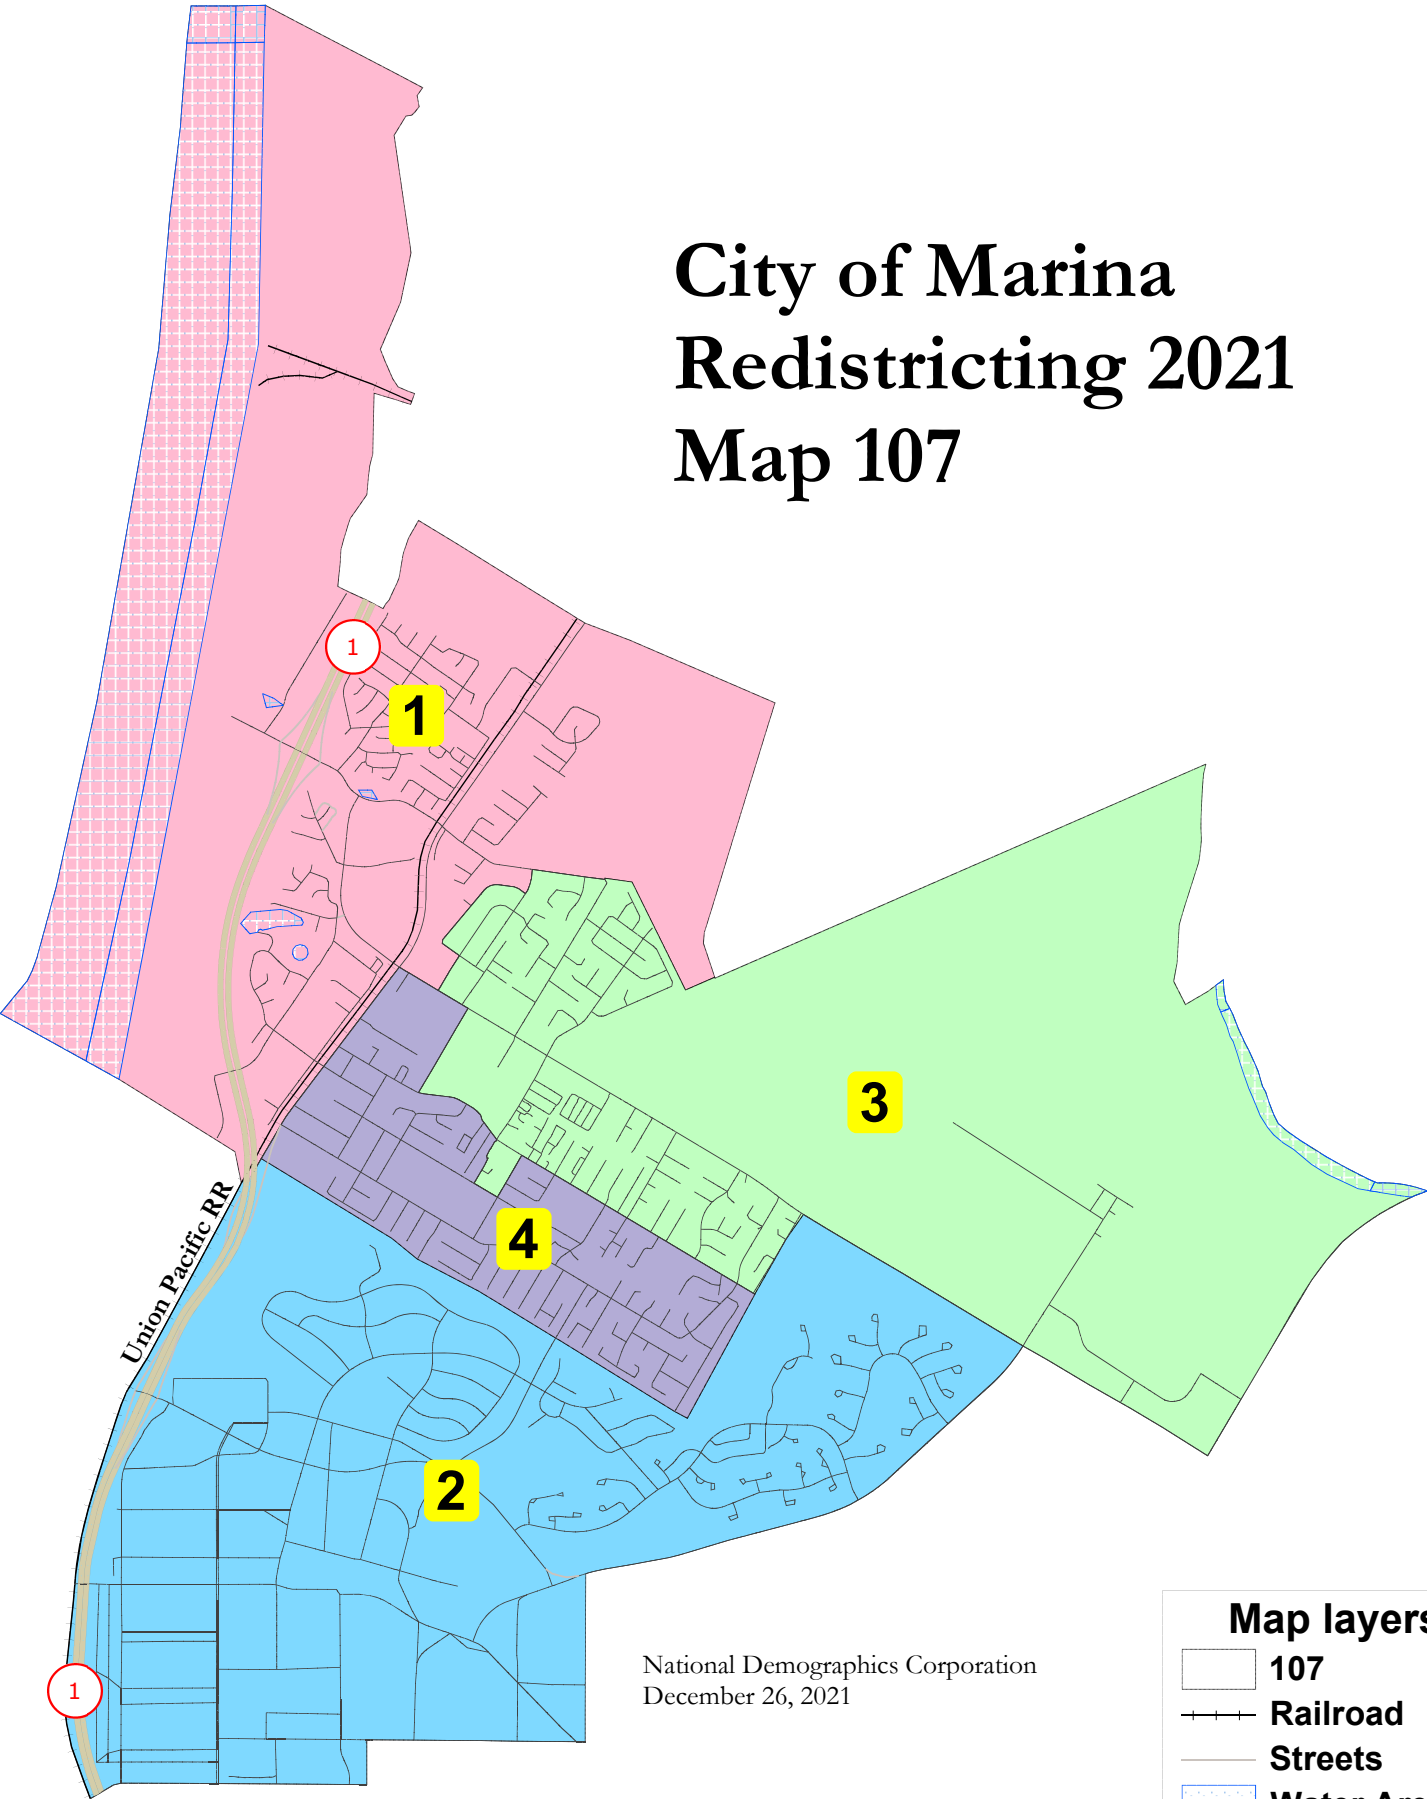 City of Marina
Redistricting 2021
Map 107
1
1
3
4
Union Pacific RR
2
1
National Demographics Corporation
December 26, 2021
Map layers
107
Railroad
Streets